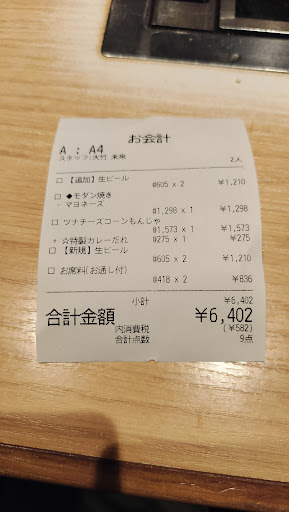 お会計
A : A4
スタッフ:大竹 未来
2人
□ 【追加】生ビール
@605 x 2 ¥1,210
□ ◆モダン焼き
・ マヨネーズ
@1,298 x 1 ¥1,298
□ ツナチーズコーンもんじゃ
@1,573 x 1 ¥1,573
+ ☆特製カレーだれ @275 x 1 ¥275
□ 【新規】生ビール
@605 x 2 ¥1,210
□ お席料(お通し付)
@418 x 2 ¥836
小計 ¥6,402
合計金額 ¥6,402
内消費税 (¥582)
合計点数 9点